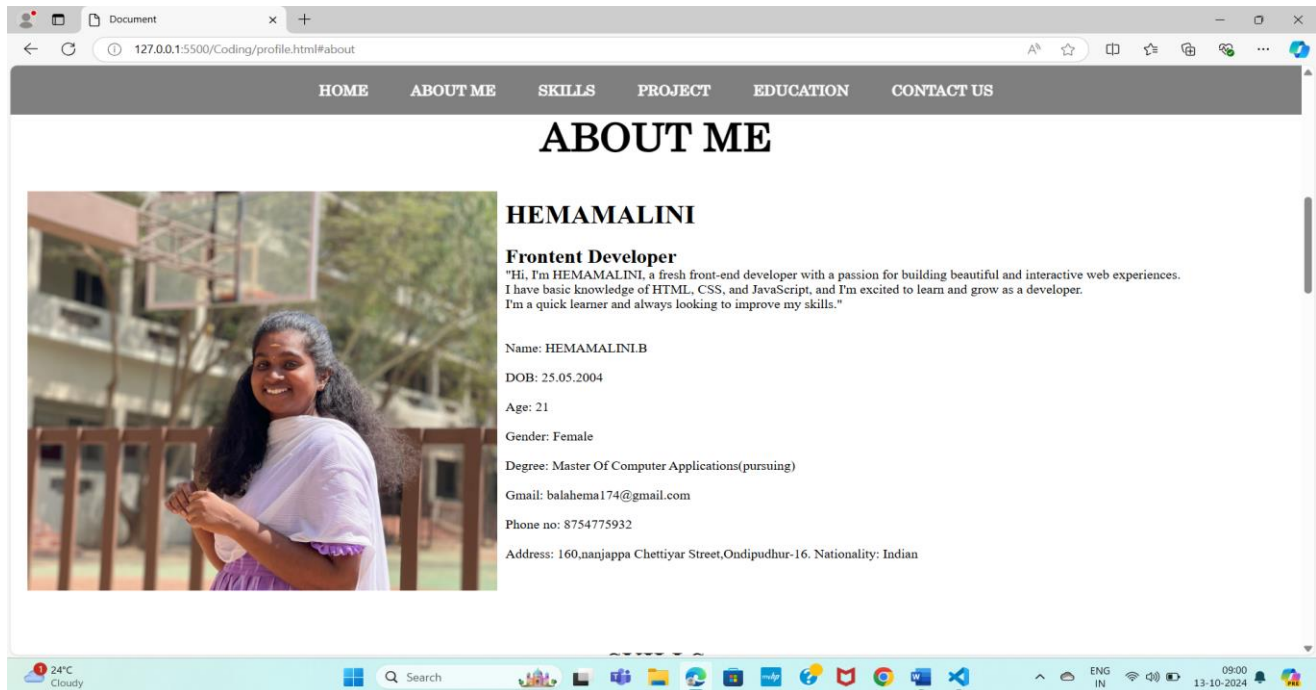 Document
127.0.0.1:5500/Coding/profile.html#about
HOME ABOUT ME SKILLS PROJECT EDUCATION CONTACT US
ABOUT ME
HEMAMALINI
Frontent Developer
"Hi, I'm HEMAMALINI, a fresh front-end developer with a passion for building beautiful and interactive web experiences.
I have basic knowledge of HTML, CSS, and JavaScript, and I'm excited to learn and grow as a developer.
I'm a quick learner and always looking to improve my skills."
Name: HEMAMALINI.B
DOB: 25.05.2004
Age: 21
Gender: Female
Degree: Master Of Computer Applications(pursuing)
Gmail: balahema174@gmail.com
Phone no: 8754775932
Address: 160,nanjappa Chettiyar Street,Ondipudhur-16. Nationality: Indian
1
24°C
Cloudy
Search
ENG
IN
09:00
13-10-2024
PRE